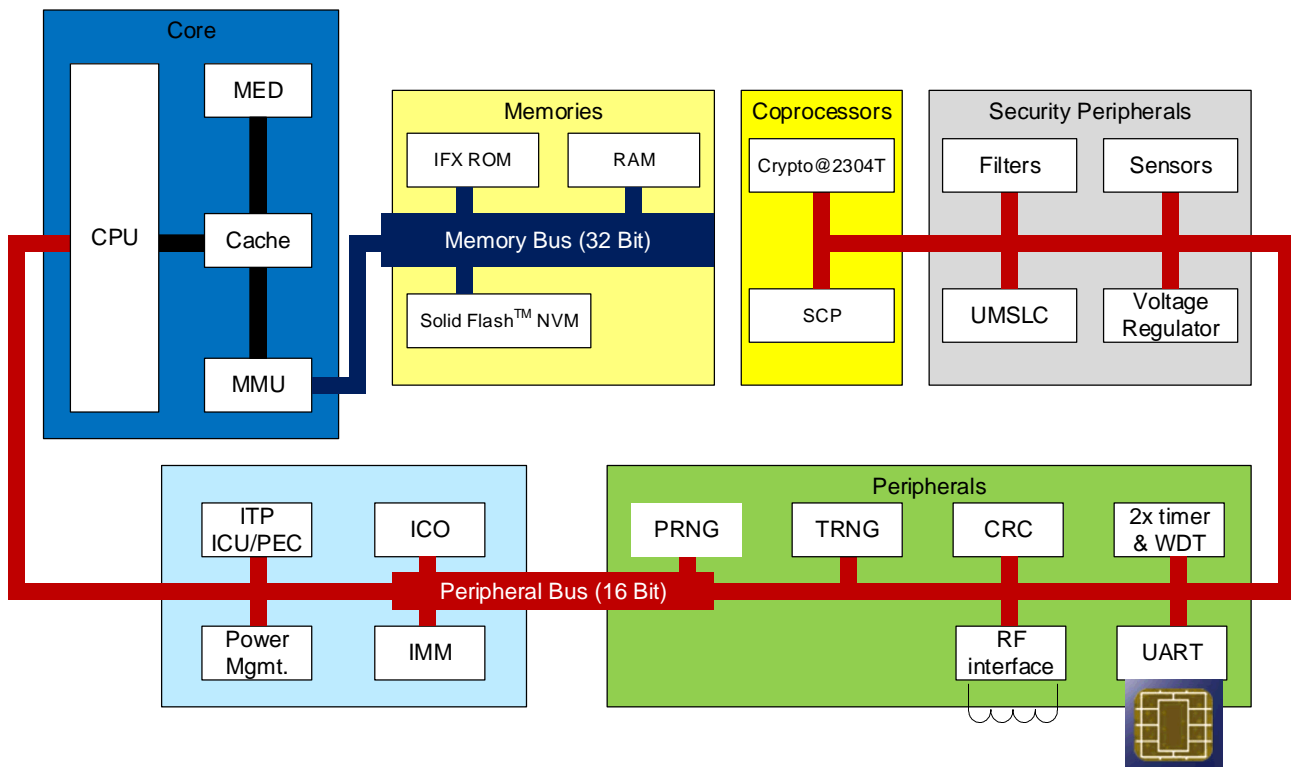 Core
CPU
MED
Cache
MMU
Memories
IFX ROM
RAM
Memory Bus (32 Bit)
Solid Flash™ NVM
Coprocessors
Crypto@2304T
SCP
Security Peripherals
Filters
Sensors
UMSLC
Voltage
Regulator
ITP
ICU/PEC
ICO
Power
Mgmt.
IMM
Peripheral Bus (16 Bit)
Peripherals
PRNG
TRNG
CRC
2x timer
& WDT
RF
interface
UART